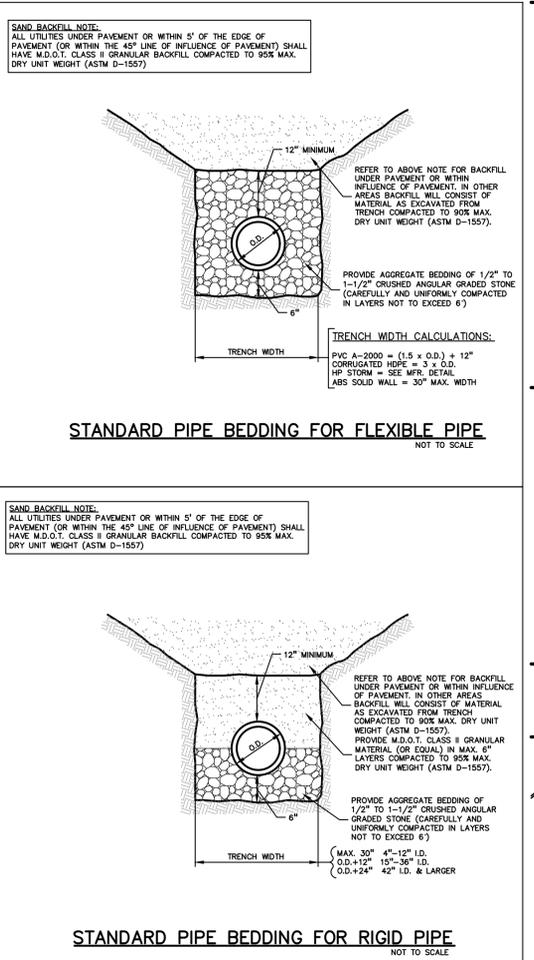 SAND BACKFILL NOTE:
ALL UTILITIES UNDER PAVEMENT OR WITHIN 5' OF THE EDGE OF
PAVEMENT (OR WITHIN THE 45° LINE OF INFLUENCE OF PAVEMENT) SHALL
HAVE M.D.O.T. CLASS II GRANULAR BACKFILL COMPACTED TO 95% MAX.
DRY UNIT WEIGHT (ASTM D-1557)
12" MINIMUM
REFER TO ABOVE NOTE FOR BACKFILL
UNDER PAVEMENT OR WITHIN
INFLUENCE OF PAVEMENT. IN OTHER
AREAS BACKFILL WILL CONSIST OF
MATERIAL AS EXCAVATED FROM
TRENCH COMPACTED TO 90% MAX.
DRY UNIT WEIGHT (ASTM D-1557).
O.D.
PROVIDE AGGREGATE BEDDING OF 1/2" TO
1-1/2" CRUSHED ANGULAR GRADED STONE
(CAREFULLY AND UNIFORMLY COMPACTED
IN LAYERS NOT TO EXCEED 6')
6"
TRENCH WIDTH
TRENCH WIDTH CALCULATIONS:
PVC A-2000 = (1.5 x O.D.) + 12"
CORRUGATED HDPE = 3 x O.D.
HP STORM = SEE MFR. DETAIL
ABS SOLID WALL = 30" MAX. WIDTH
STANDARD PIPE BEDDING FOR FLEXIBLE PIPE
NOT TO SCALE
SAND BACKFILL NOTE:
ALL UTILITIES UNDER PAVEMENT OR WITHIN 5' OF THE EDGE OF
PAVEMENT (OR WITHIN THE 45° LINE OF INFLUENCE OF PAVEMENT) SHALL
HAVE M.D.O.T. CLASS II GRANULAR BACKFILL COMPACTED TO 95% MAX.
DRY UNIT WEIGHT (ASTM D-1557)
12" MINIMUM
REFER TO ABOVE NOTE FOR BACKFILL
UNDER PAVEMENT OR WITHIN INFLUENCE
OF PAVEMENT. IN OTHER AREAS
BACKFILL WILL CONSIST OF MATERIAL
AS EXCAVATED FROM TRENCH
COMPACTED TO 90% MAX. DRY UNIT
WEIGHT (ASTM D-1557).
PROVIDE M.D.O.T. CLASS II GRANULAR
MATERIAL (OR EQUAL) IN MAX. 6"
LAYERS COMPACTED TO 95% MAX.
DRY UNIT WEIGHT (ASTM D-1557).
O.D.
PROVIDE AGGREGATE BEDDING OF
1/2" TO 1-1/2" CRUSHED ANGULAR
GRADED STONE (CAREFULLY AND
UNIFORMLY COMPACTED IN LAYERS
NOT TO EXCEED 6')
6"
TRENCH WIDTH
MAX. 30" 4"-12" I.D.
O.D.+12" 15"-36" I.D.
O.D.+24" 42" I.D. & LARGER
STANDARD PIPE BEDDING FOR RIGID PIPE
NOT TO SCALE